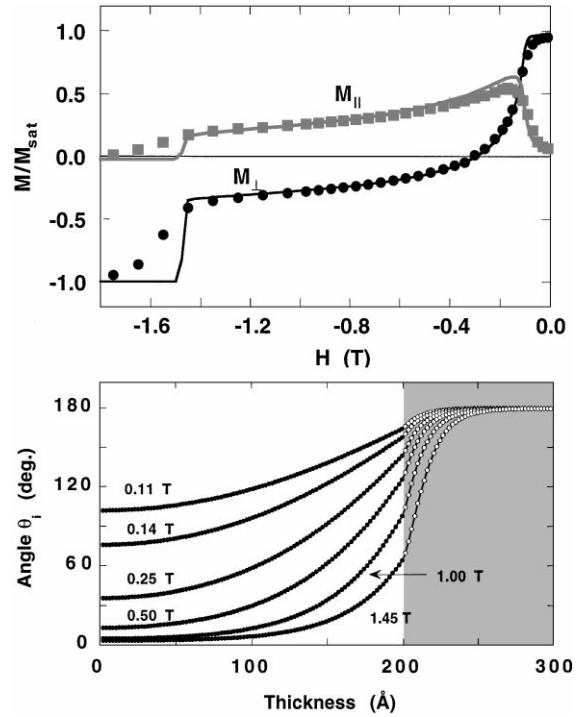 1.0
0.5
0.0
-0.5
-1.0
M/M_sat
M_||
M_⊥
-1.6 -1.2 -0.8 -0.4 0.0
H (T)
180
120
60
0
Angle θ_i (deg.)
0.11 T
0.14 T
0.25 T
0.50 T
1.00 T
1.45 T
0 100 200 300
Thickness (Å)